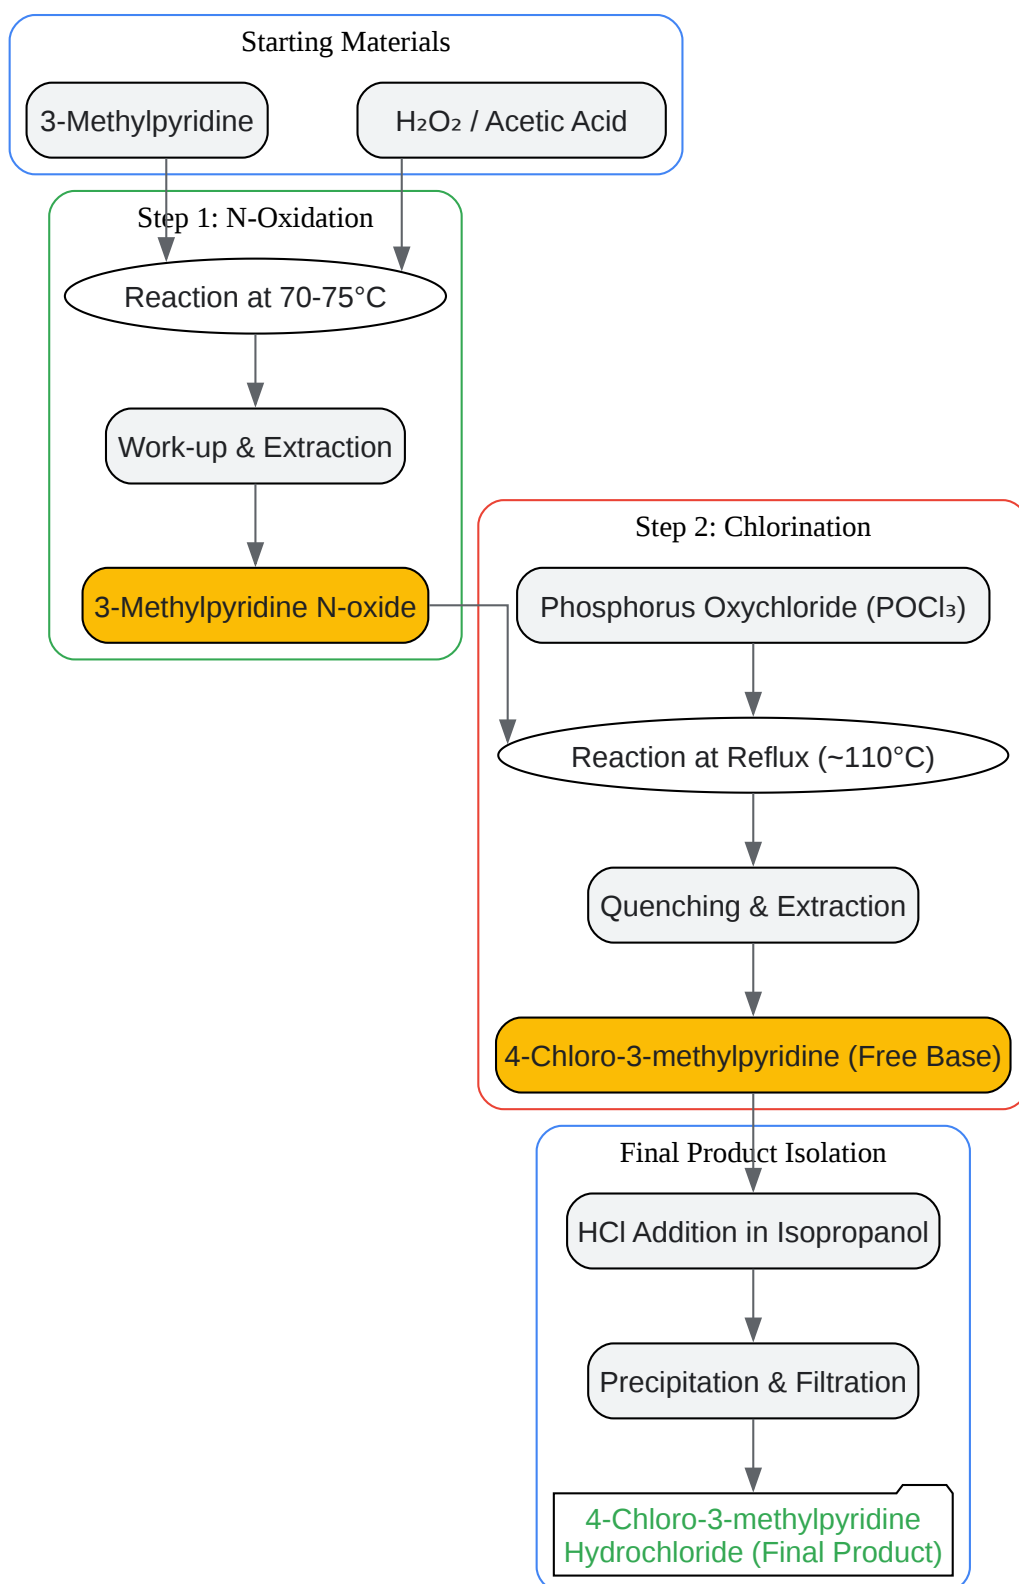 Starting Materials
3-Methylpyridine
H₂O₂ / Acetic Acid
Step 1: N-Oxidation
Reaction at 70-75°C
Work-up & Extraction
3-Methylpyridine N-oxide
Step 2: Chlorination
Phosphorus Oxychloride (POCl₃)
Reaction at Reflux (~110°C)
Quenching & Extraction
4-Chloro-3-methylpyridine (Free Base)
Final Product Isolation
HCl Addition in Isopropanol
Precipitation & Filtration
4-Chloro-3-methylpyridine
Hydrochloride (Final Product)